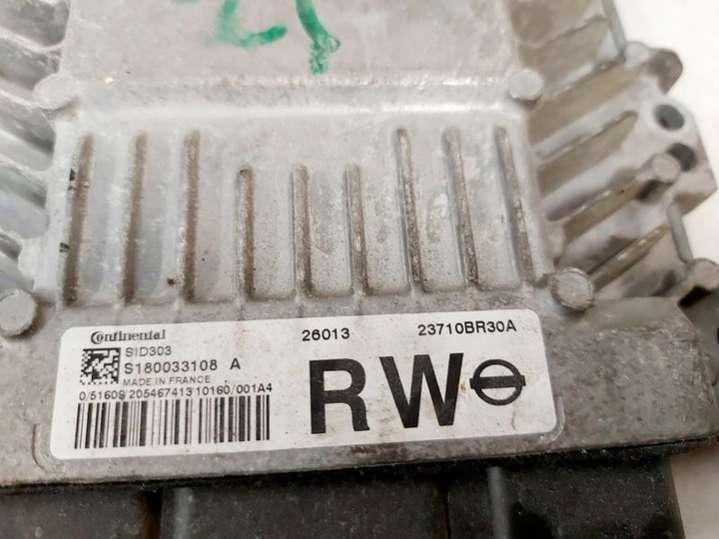 Continental
26013
23710BR30A
SID303
S180033108 A
MADE IN FRANCE
0/51609 205467413 10160/001A4
RW